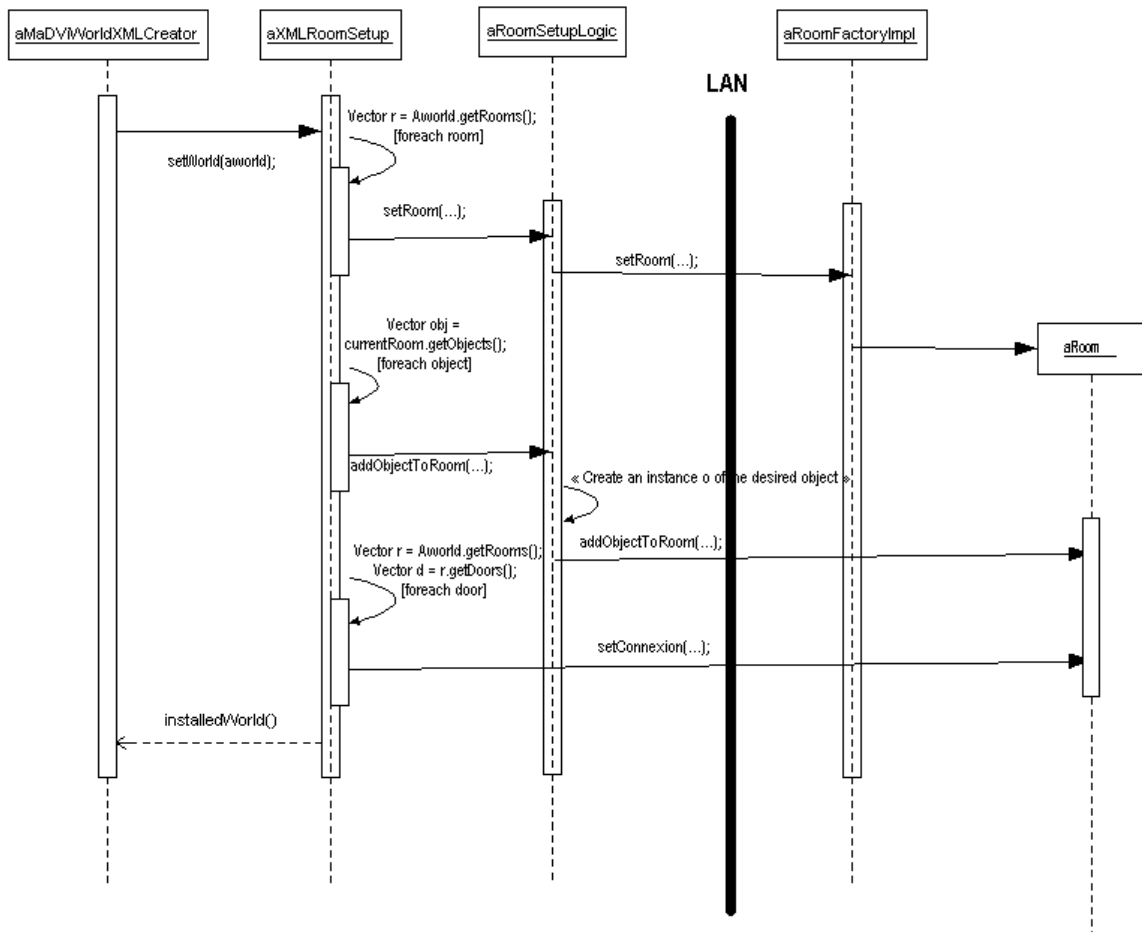 aMaDViWorldXMLCreator
aXMLRoomSetup
aRoomSetupLogic
aRoomFactoryImpl
LAN
Vector r = Aworld.getRooms();
[foreach room]
setWorld(aworld);
setRoom(...);
setRoom(...);
Vector obj =
currentRoom.getObjects();
[foreach object]
aRoom
addObjectToRoom(...);
« Create an instance o of the desired object »
addObjectToRoom(...);
Vector r = Aworld.getRooms();
Vector d = r.getDoors();
[foreach door]
setConnexion(...);
installedWorld()